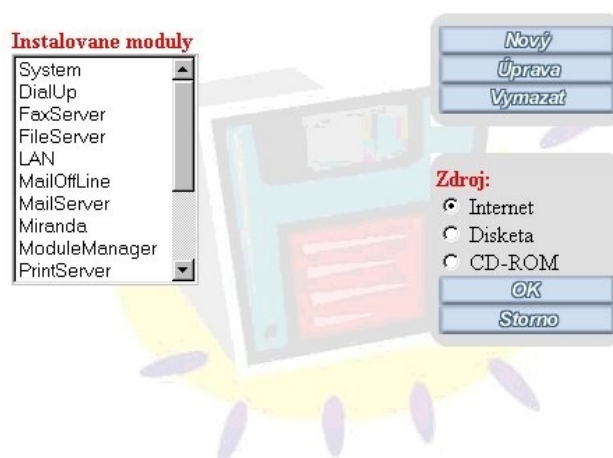 Instalovane moduly
System
DialUp
FaxServer
FileServer
LAN
MailOffLine
MailServer
Miranda
ModuleManager
PrintServer
Nový
Úprava
Vymazat
Zdroj:
Internet
Disketa
CD-ROM
OK
Storno